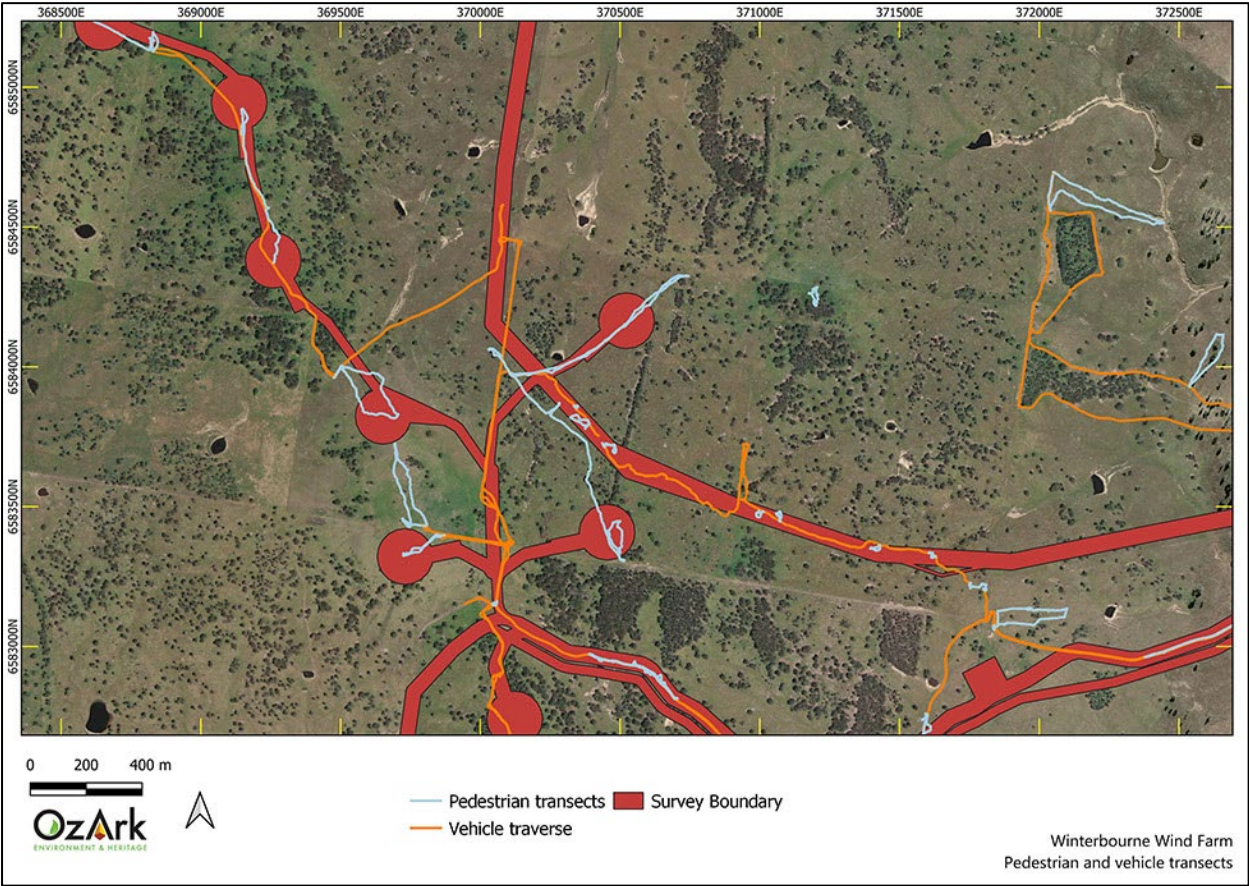 368500E 369000E 369500E 370000E 370500E 371000E 371500E 372000E 372500E
6585000N
6584500N
6584000N
6583500N
6583000N
0 200 400 m
Pedestrian transects Survey Boundary
Vehicle traverse
OzArk
ENVIRONMENT & HERITAGE
Winterbourne Wind Farm
Pedestrian and vehicle transects